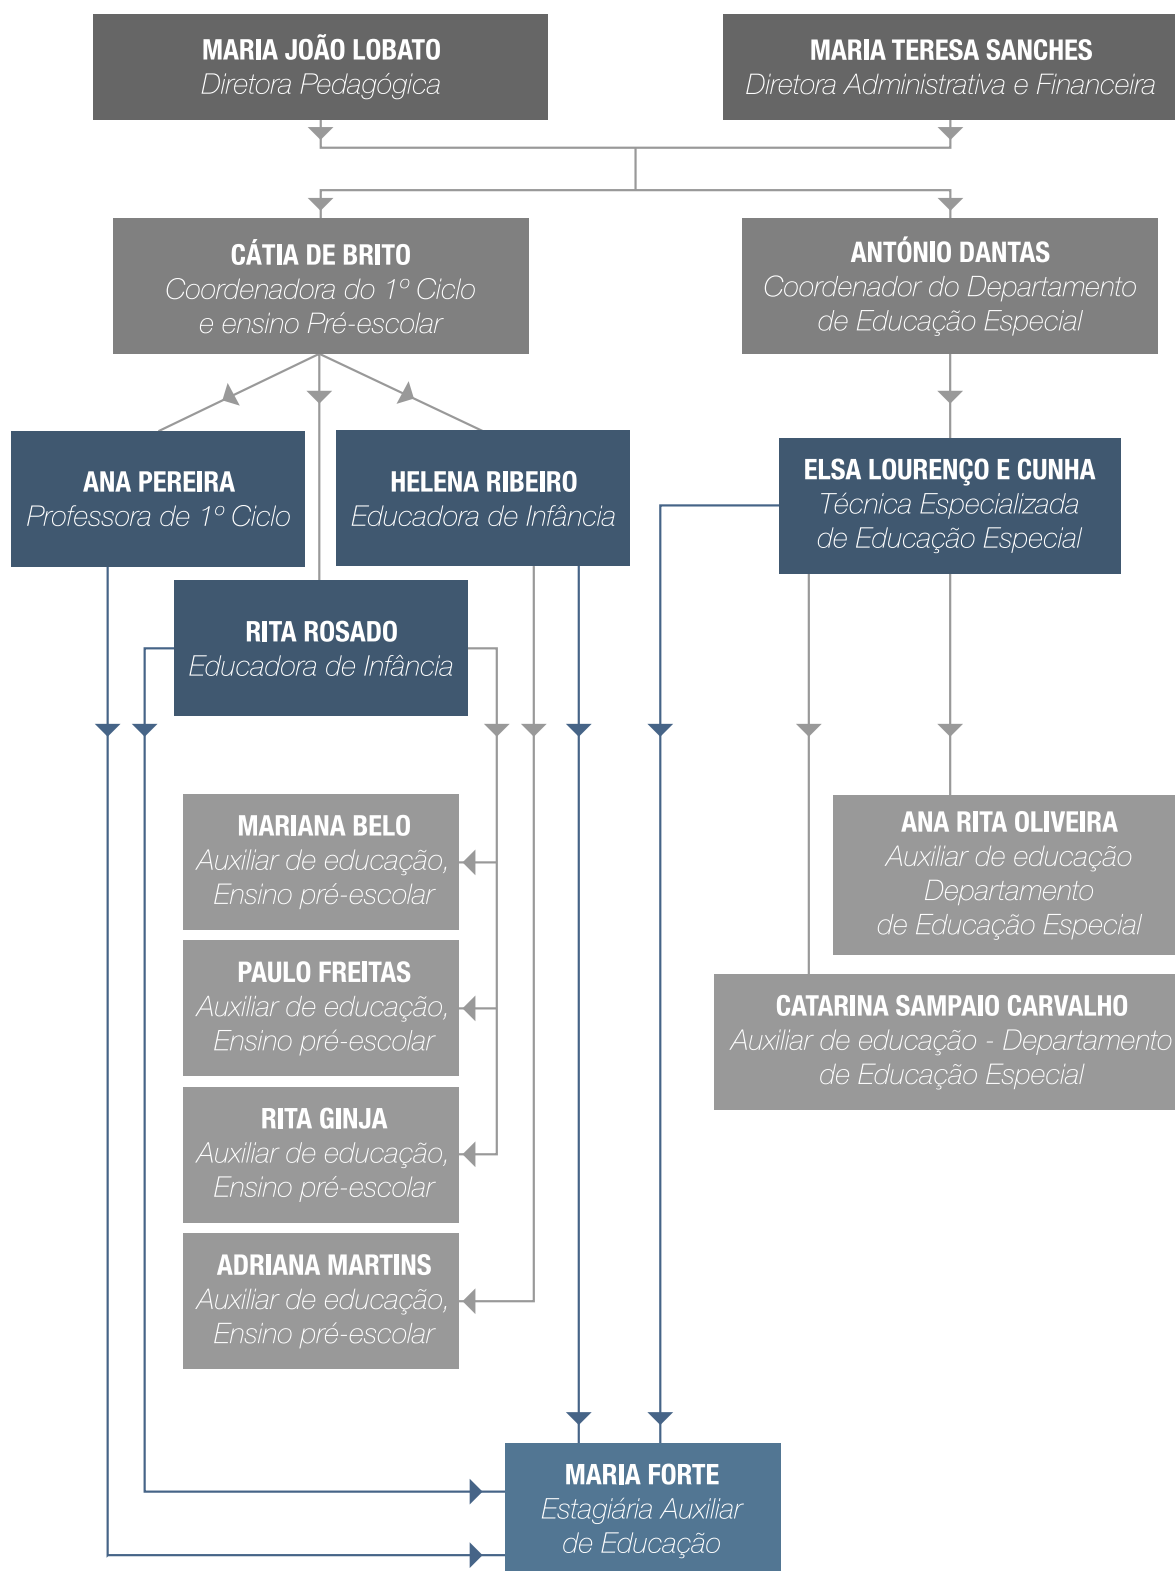 MARIA JOÃO LOBATO
Diretora Pedagógica
MARIA TERESA SANCHES
Diretora Administrativa e Financeira
CÁTIA DE BRITO
Coordenadora do 1º Ciclo
e ensino Pré-escolar
ANTÓNIO DANTAS
Coordenador do Departamento
de Educação Especial
ANA PEREIRA
Professora de 1º Ciclo
HELENA RIBEIRO
Educadora de Infância
ELSA LOURENÇO E CUNHA
Técnica Especializada
de Educação Especial
RITA ROSADO
Educadora de Infância
MARIANA BELO
Auxiliar de educação,
Ensino pré-escolar
ANA RITA OLIVEIRA
Auxiliar de educação
Departamento
de Educação Especial
PAULO FREITAS
Auxiliar de educação,
Ensino pré-escolar
CATARINA SAMPAIO CARVALHO
Auxiliar de educação - Departamento
de Educação Especial
RITA GINJA
Auxiliar de educação,
Ensino pré-escolar
ADRIANA MARTINS
Auxiliar de educação,
Ensino pré-escolar
MARIA FORTE
Estagiária Auxiliar
de Educação